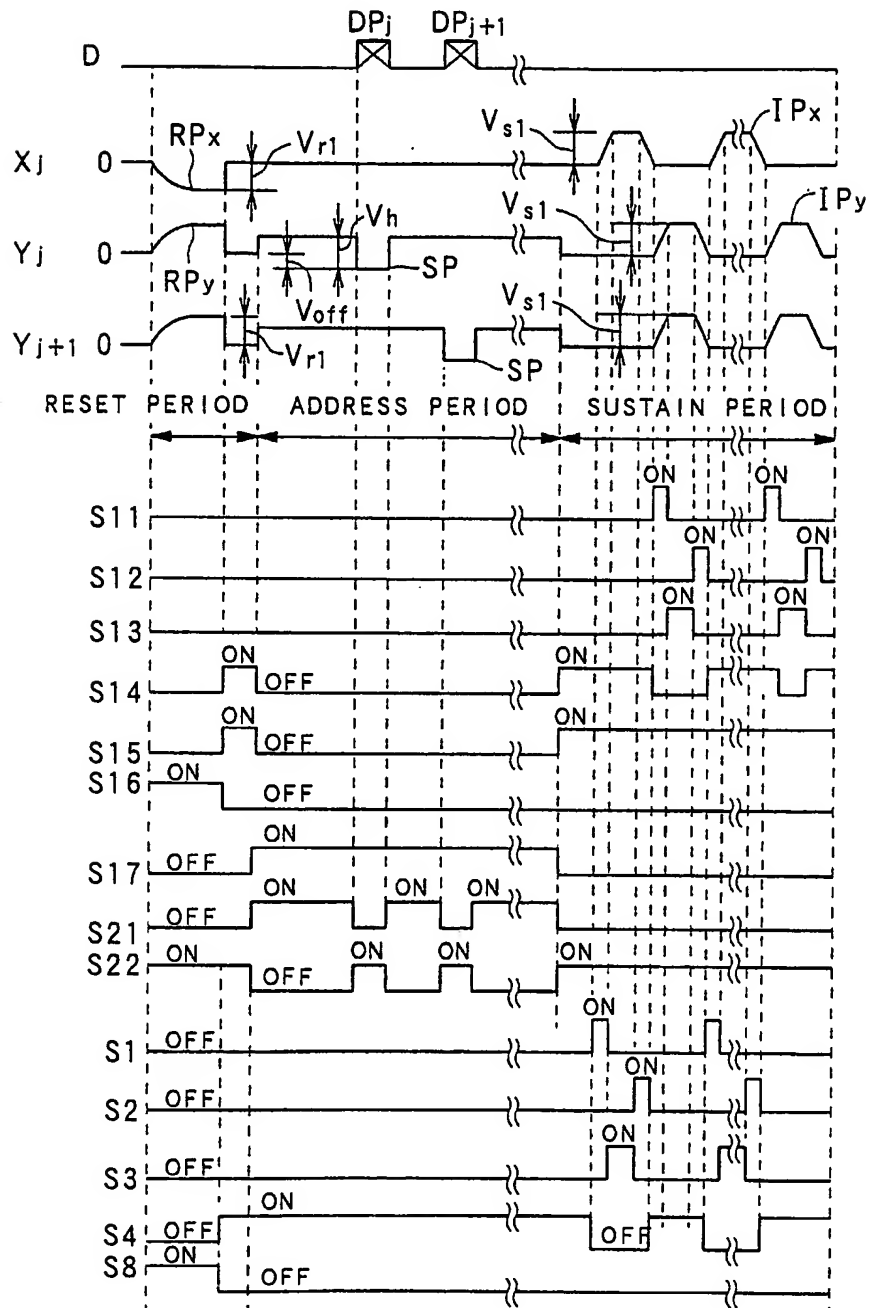 DPj DPj+1
D
Xj 0 RPx Vr1 Vs1 IPx
Yj 0 RPy Vh Voff SP Vs1 IPy
Yj+1 0 Vr1 SP Vs1
RESET PERIOD ADDRESS PERIOD SUSTAIN PERIOD
S11 ON ON
S12 ON ON
S13 ON ON
S14 ON OFF ON
S15 ON OFF ON
S16 ON OFF
S17 OFF ON
S21 OFF ON ON ON
S22 ON OFF ON ON ON
S1 OFF ON
S2 OFF ON
S3 OFF ON
S4 OFF ON OFF
S8 ON OFF